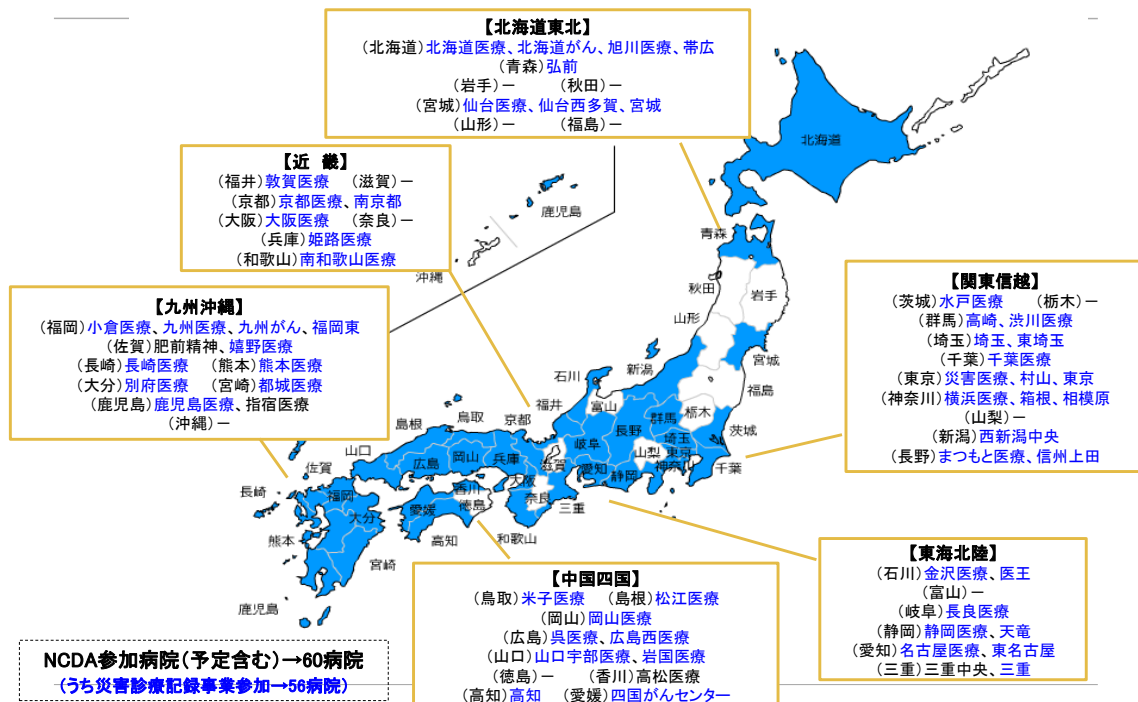 【北海道東北】
(北海道)北海道医療、北海道がん、旭川医療、帯広
(青森)弘前
(岩手)ー (秋田)ー
(宮城)仙台医療、仙台西多賀、宮城
(山形)ー (福島)ー
【近 畿】
(福井)敦賀医療 (滋賀)ー
(京都)京都医療、南京都
(大阪)大阪医療 (奈良)ー
(兵庫)姫路医療
(和歌山)南和歌山医療
【九州沖縄】
(福岡)小倉医療、九州医療、九州がん、福岡東
(佐賀)肥前精神、嬉野医療
(長崎)長崎医療 (熊本)熊本医療
(大分)別府医療 (宮崎)都城医療
(鹿児島)鹿児島医療、指宿医療
(沖縄)ー
【関東信越】
(茨城)水戸医療 (栃木)ー
(群馬)高崎、渋川医療
(埼玉)埼玉、東埼玉
(千葉)千葉医療
(東京)災害医療、村山、東京
(神奈川)横浜医療、箱根、相模原
(山梨)ー
(新潟)西新潟中央
(長野)まつもと医療、信州上田
【東海北陸】
(石川)金沢医療、医王
(富山)ー
(岐阜)長良医療
(静岡)静岡医療、天竜
(愛知)名古屋医療、東名古屋
(三重)三重中央、三重
【中国四国】
(鳥取)米子医療 (島根)松江医療
(岡山)岡山医療
(広島)呉医療、広島西医療
(山口)山口宇部医療、岩国医療
(徳島)ー (香川)高松医療
(高知)高知 (愛媛)四国がんセンター
NCDA参加病院(予定含む)→60病院
(うち災害診療記録事業参加→56病院)
北海道
青森
秋田
岩手
山形
宮城
福島
新潟
石川
富山
福井
栃木
群馬
茨城
長野
埼玉
山梨
東京
神奈川
千葉
岐阜
愛知
静岡
滋賀
京都
三重
奈良
大阪
和歌山
兵庫
鳥取
岡山
島根
広島
山口
香川
徳島
愛媛
高知
佐賀
福岡
長崎
大分
熊本
宮崎
鹿児島
鹿児島
沖縄